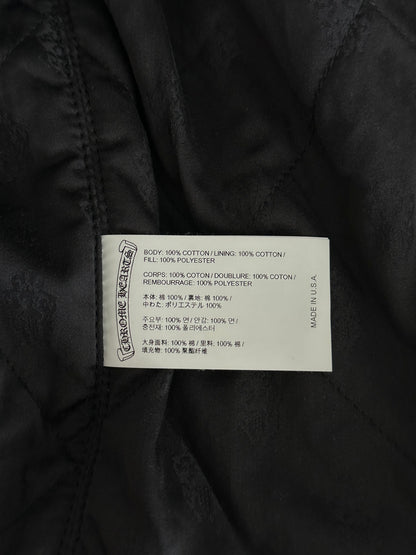 CHROME HEARTS
BODY: 100% COTTON / LINING: 100% COTTON /
FILL: 100% POLYESTER
CORPS: 100% COTON / DOUBLURE: 100% COTON /
REMBOURRAGE: 100% POLYESTER
本体: 棉 100% / 裏地: 棉 100% /
中わた: ポリエステル 100%
주요부: 100% 면 / 안감: 100% 면 /
충전재: 100% 폴리에스터
大身面料: 100% 棉 / 里料: 100% 棉 /
填充物: 100% 聚酯纤维
MADE IN U.S.A.